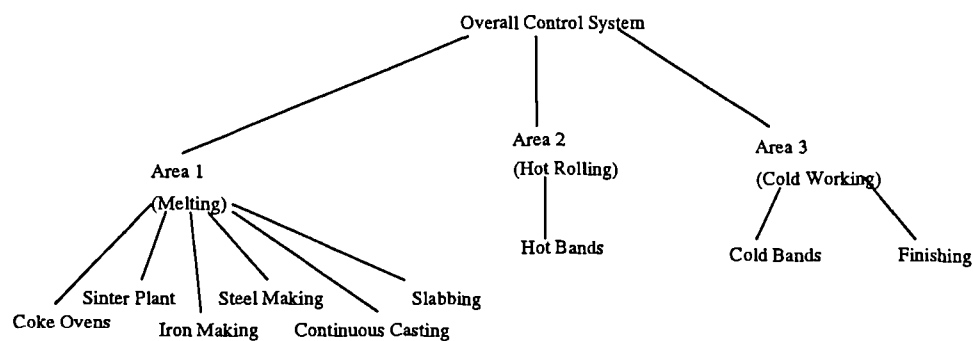 Overall Control System
Area 1
(Melting)
Area 2
(Hot Rolling)
Area 3
(Cold Working)
Hot Bands
Cold Bands
Finishing
Coke Ovens
Sinter Plant
Iron Making
Steel Making
Continuous Casting
Slabbing